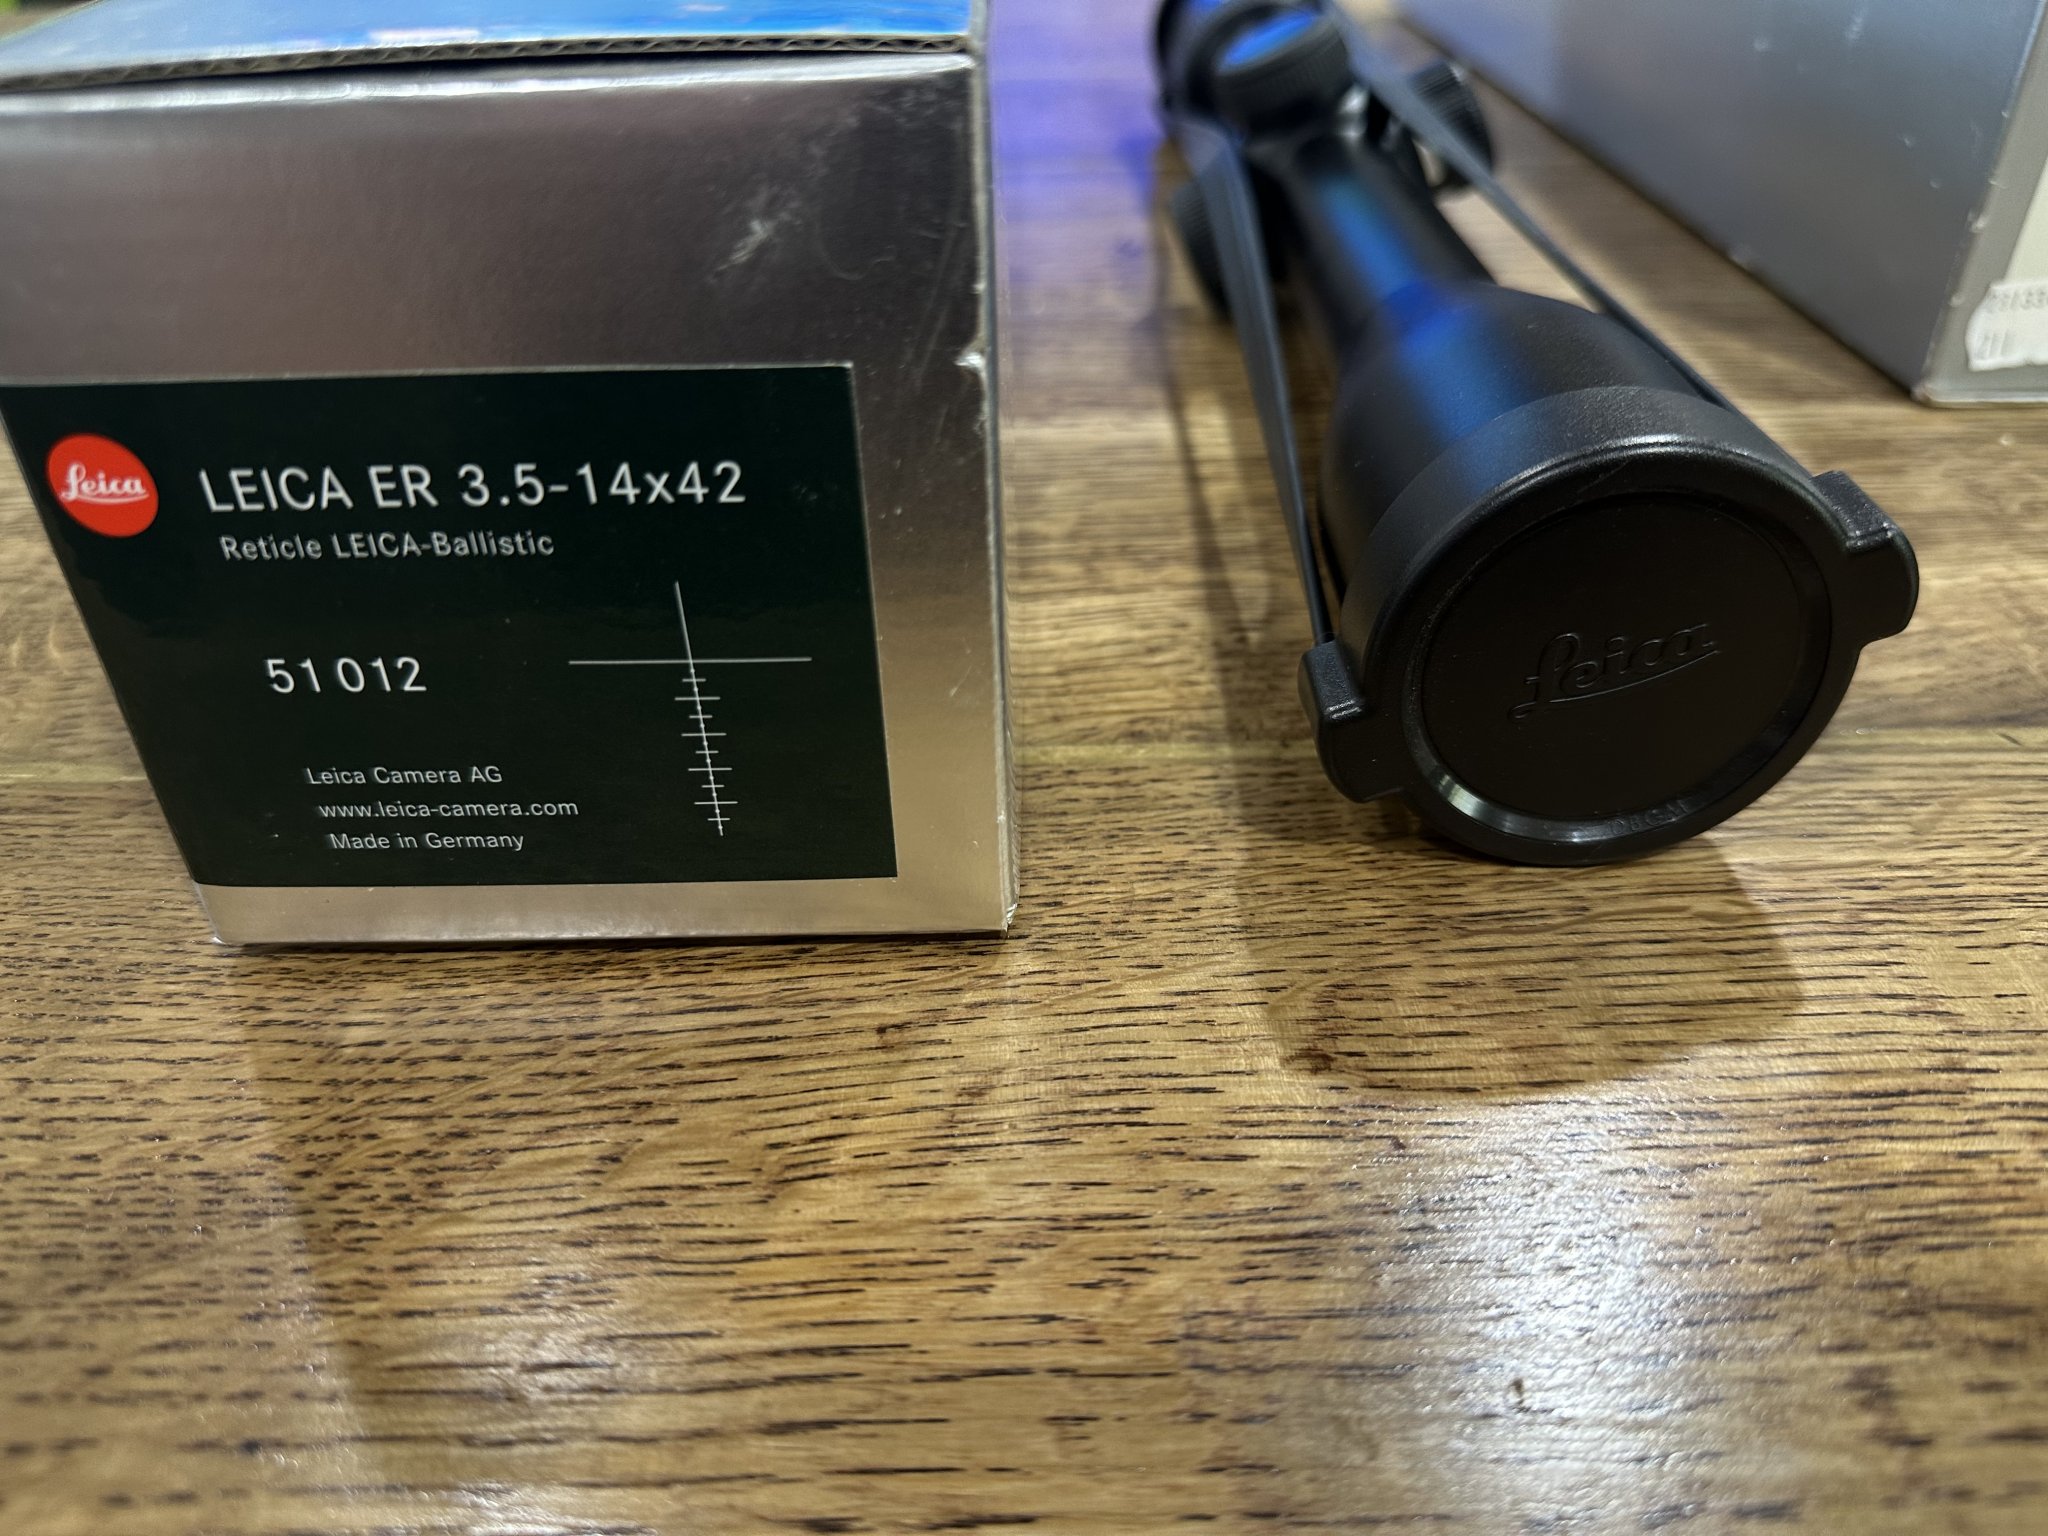 Leica
LEICA ER 3.5-14x42
Reticle LEICA-Ballistic
51 012
Leica Camera AG
www.leica-camera.com
Made in Germany
Leica
DBGM